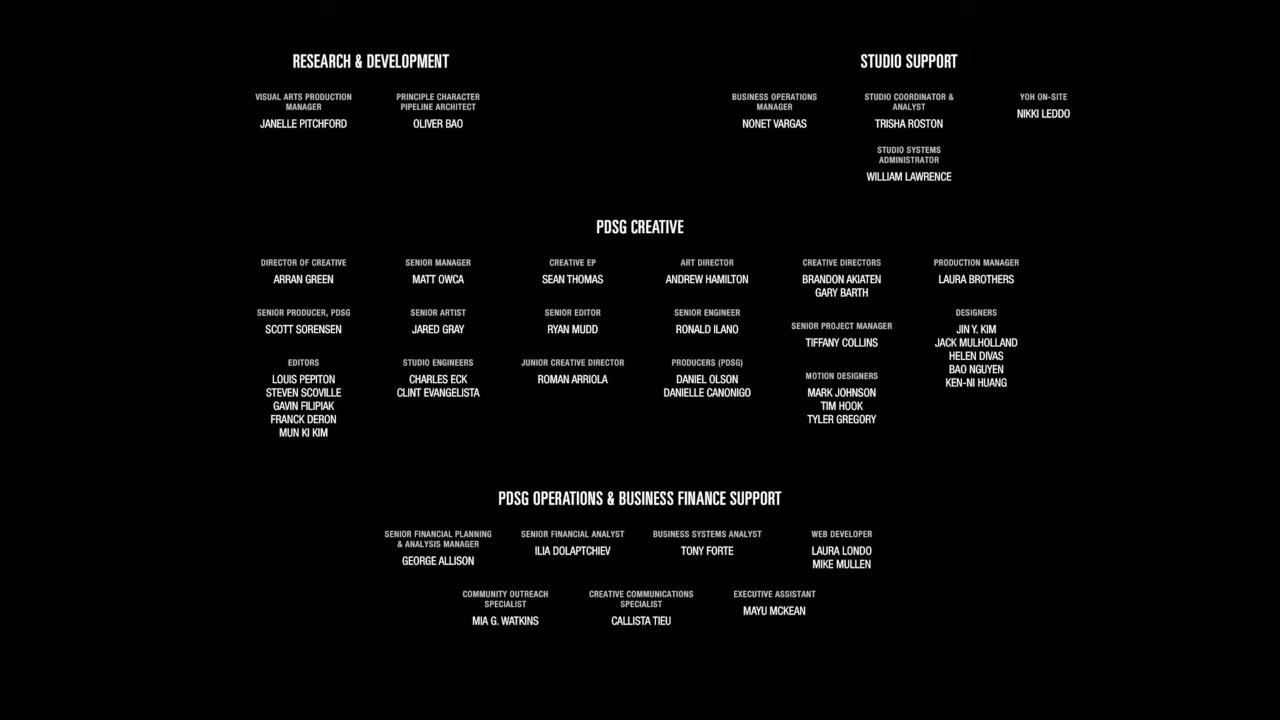 RESEARCH & DEVELOPMENT
VISUAL ARTS PRODUCTION
MANAGER
JANELLE PITCHFORD
PRINCIPLE CHARACTER
PIPELINE ARCHITECT
OLIVER BAO
STUDIO SUPPORT
BUSINESS OPERATIONS
MANAGER
NONET VARGAS
STUDIO COORDINATOR &
ANALYST
TRISHA ROSTON
YOH ON-SITE
NIKKI LEDDO
STUDIO SYSTEMS
ADMINISTRATOR
WILLIAM LAWRENCE
PDSG CREATIVE
DIRECTOR OF CREATIVE
ARRAN GREEN
SENIOR MANAGER
MATT OWCA
CREATIVE EP
SEAN THOMAS
ART DIRECTOR
ANDREW HAMILTON
CREATIVE DIRECTORS
BRANDON AKIATEN
GARY BARTH
PRODUCTION MANAGER
LAURA BROTHERS
SENIOR PRODUCER, PDSG
SCOTT SORENSEN
SENIOR ARTIST
JARED GRAY
SENIOR EDITOR
RYAN MUDD
SENIOR ENGINEER
RONALD ILANO
SENIOR PROJECT MANAGER
TIFFANY COLLINS
DESIGNERS
JIN Y. KIM
JACK MULHOLLAND
HELEN DIVAS
BAO NGUYEN
KEN-NI HUANG
EDITORS
LOUIS PEPITON
STEVEN SCOVILLE
GAVIN FILIPIAK
FRANCK DERON
MUN KI KIM
STUDIO ENGINEERS
CHARLES ECK
CLINT EVANGELISTA
JUNIOR CREATIVE DIRECTOR
ROMAN ARRIOLA
PRODUCERS (PDSG)
DANIEL OLSON
DANIELLE CANONIGO
MOTION DESIGNERS
MARK JOHNSON
TIM HOOK
TYLER GREGORY
PDSG OPERATIONS & BUSINESS FINANCE SUPPORT
SENIOR FINANCIAL PLANNING
& ANALYSIS MANAGER
GEORGE ALLISON
SENIOR FINANCIAL ANALYST
ILIA DOLAPTCHIEV
BUSINESS SYSTEMS ANALYST
TONY FORTE
WEB DEVELOPER
LAURA LONDO
MIKE MULLEN
COMMUNITY OUTREACH
SPECIALIST
MIA G. WATKINS
CREATIVE COMMUNICATIONS
SPECIALIST
CALLISTA TIEU
EXECUTIVE ASSISTANT
MAYU MCKEAN